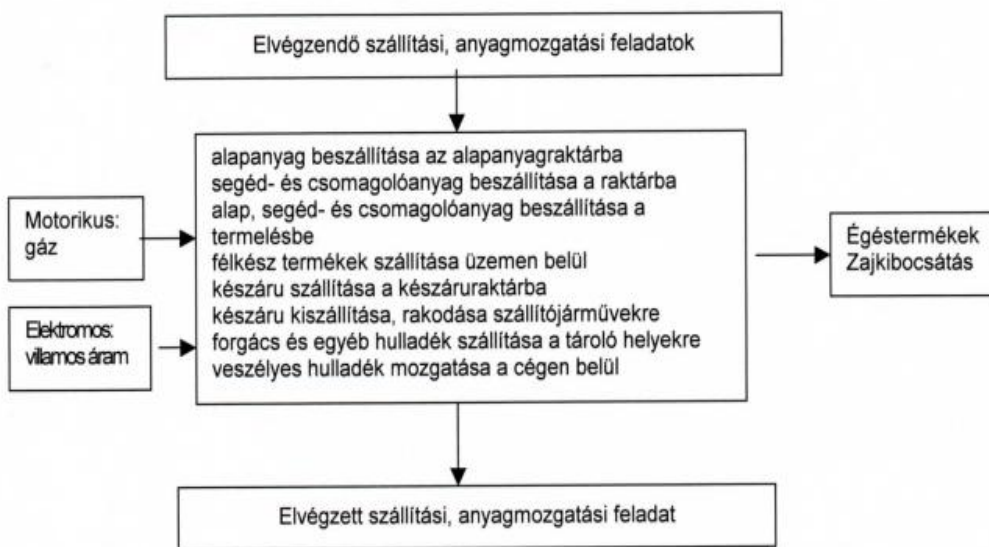 Elvégzendő szállítási, anyagmozgatási feladatok
alapanyag beszállítása az alapanyagraktárba
segéd- és csomagolóanyag beszállítása a raktárba
alap, segéd- és csomagolóanyag beszállítása a
termelésbe
félkész termékek szállítása üzemen belül
készáru szállítása a készáruraktárba
készáru kiszállítása, rakodása szállítójárművekre
forgács és egyéb hulladék szállítása a tároló helyekre
veszélyes hulladék mozgatása a cégen belül
Motorikus:
gáz
Elektromos:
villamos áram
Égéstermékek
Zajkibocsátás
Elvégzett szállítási, anyagmozgatási feladat